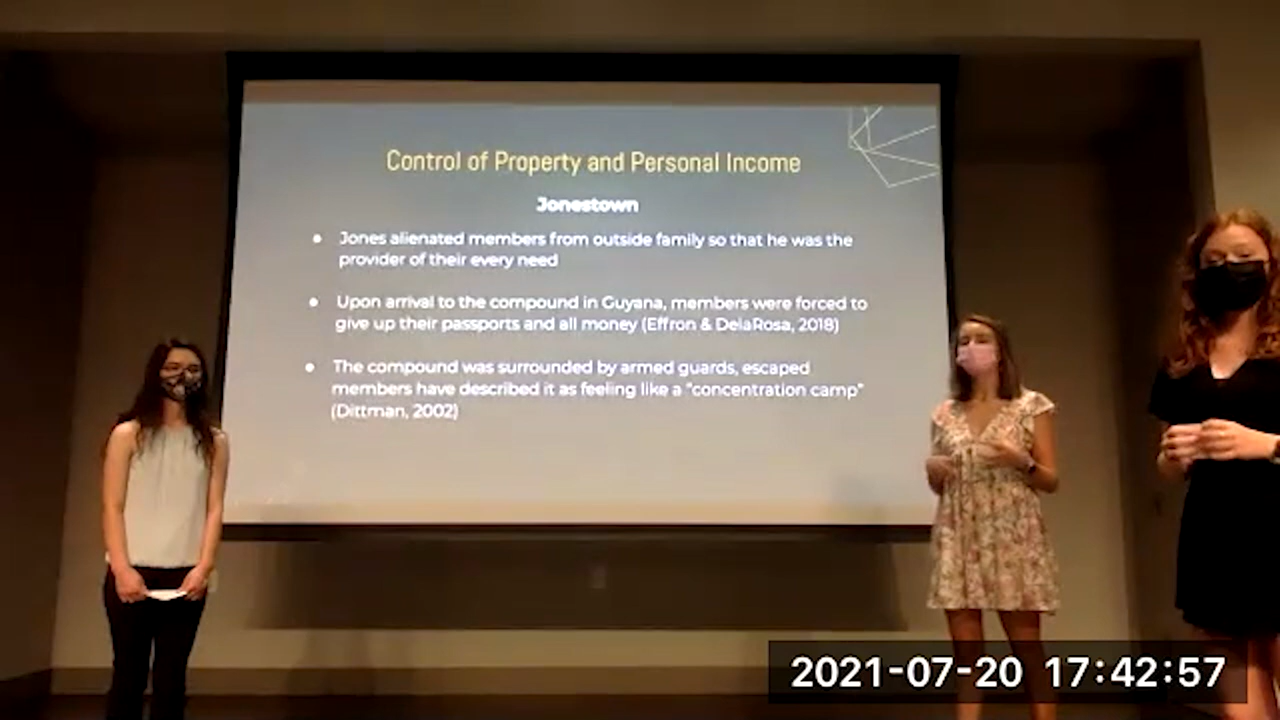 Control of Property and Personal Income
Jonestown
● Jones alienated members from outside family so that he was the
provider of their every need
● Upon arrival to the compound in Guyana, members were forced to
give up their passports and all money (Effron & DelaRosa, 2018)
● The compound was surrounded by armed guards, escaped
members have described it as feeling like a "concentration camp"
(Dittman, 2002)
2021-07-20 17:42:57